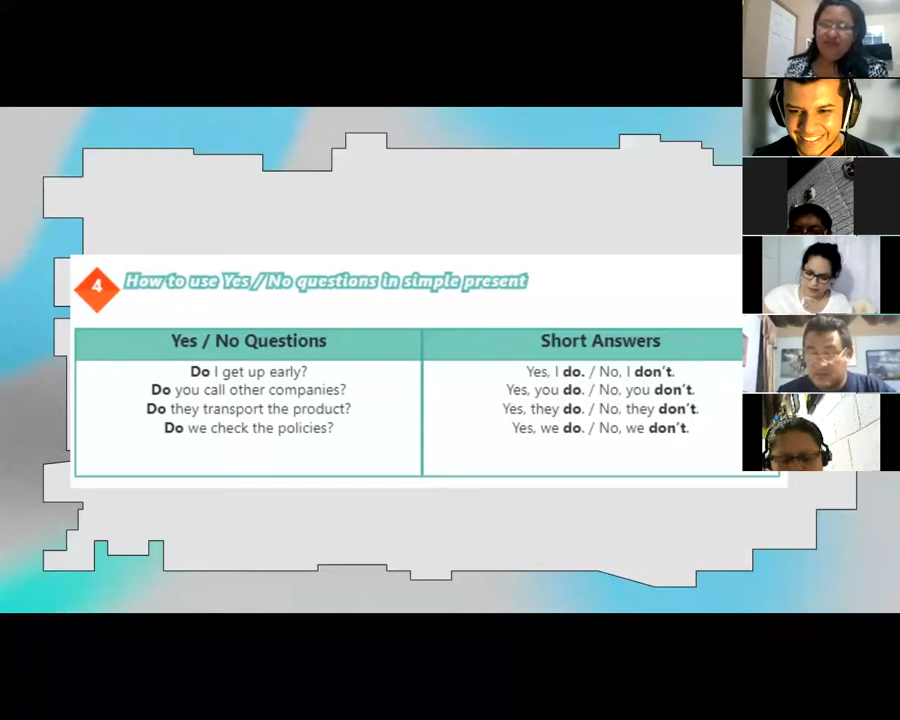 4
How to use Yes / No questions in simple present
Yes / No Questions
Short Answers
Do I get up early?
Yes, I do. / No, I don't.
Do you call other companies?
Yes, you do. / No, you don't.
Do they transport the product?
Yes, they do. / No, they don't.
Do we check the policies?
Yes, we do. / No, we don't.